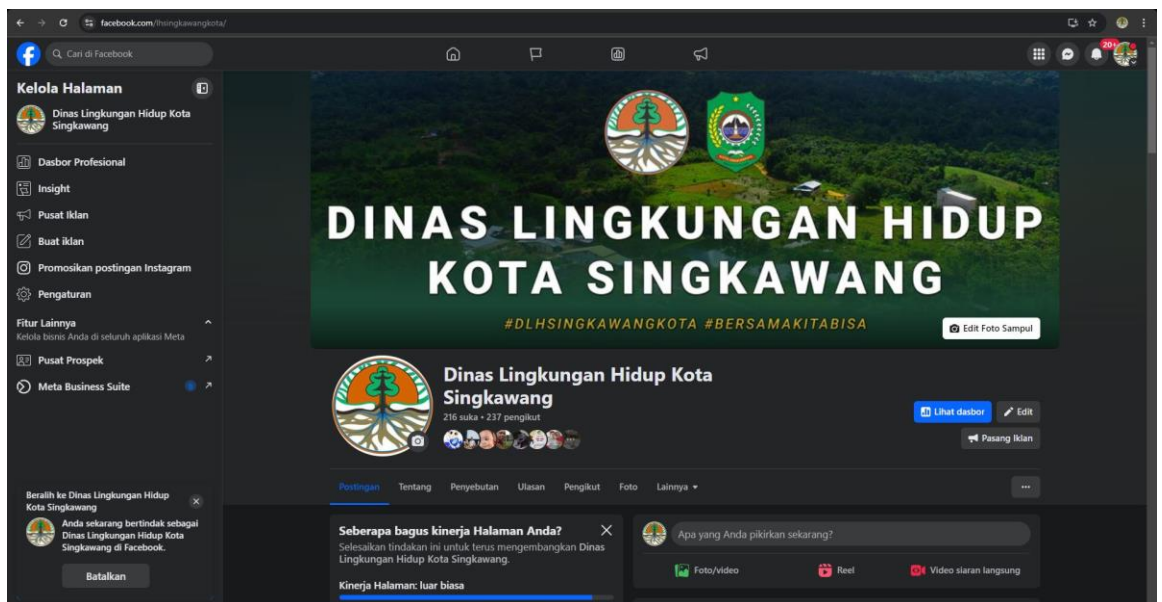 facebook.com/lhsingkawangkota/
Cari di Facebook
20+
Kelola Halaman
Dinas Lingkungan Hidup Kota
Singkawang
Dasbor Profesional
Insight
Pusat Iklan
Buat iklan
Promosikan postingan Instagram
Pengaturan
Fitur Lainnya
Kelola bisnis Anda di seluruh aplikasi Meta
Pusat Prospek
Meta Business Suite
Beralih ke Dinas Lingkungan Hidup
Kota Singkawang
Anda sekarang bertindak sebagai
Dinas Lingkungan Hidup Kota
Singkawang di Facebook.
Batalkan
DINAS LINGKUNGAN HIDUP
KOTA SINGKAWANG
#DLHSINGKAWANGKOTA #BERSAMAKITABISA
Edit Foto Sampul
Dinas Lingkungan Hidup Kota
Singkawang
216 suka • 237 pengikut
Lihat dasbor
Edit
Pasang Iklan
Postingan Tentang Penyebutan Ulasan Pengikut Foto Lainnya
Seberapa bagus kinerja Halaman Anda?
Selesaikan tindakan ini untuk terus mengembangkan Dinas
Lingkungan Hidup Kota Singkawang.
Kinerja Halaman: luar biasa
Apa yang Anda pikirkan sekarang?
Foto/video
Reel
Video siaran langsung